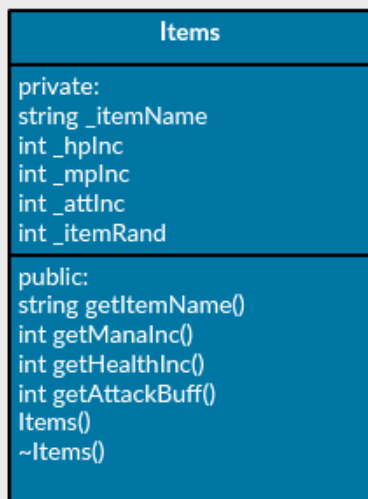 Items
private:
string _itemName
int _hpInc
int _mpInc
int _attInc
int _itemRand
public:
string getItemName()
int getManaInc()
int getHealthInc()
int getAttackBuff()
Items()
~Items()